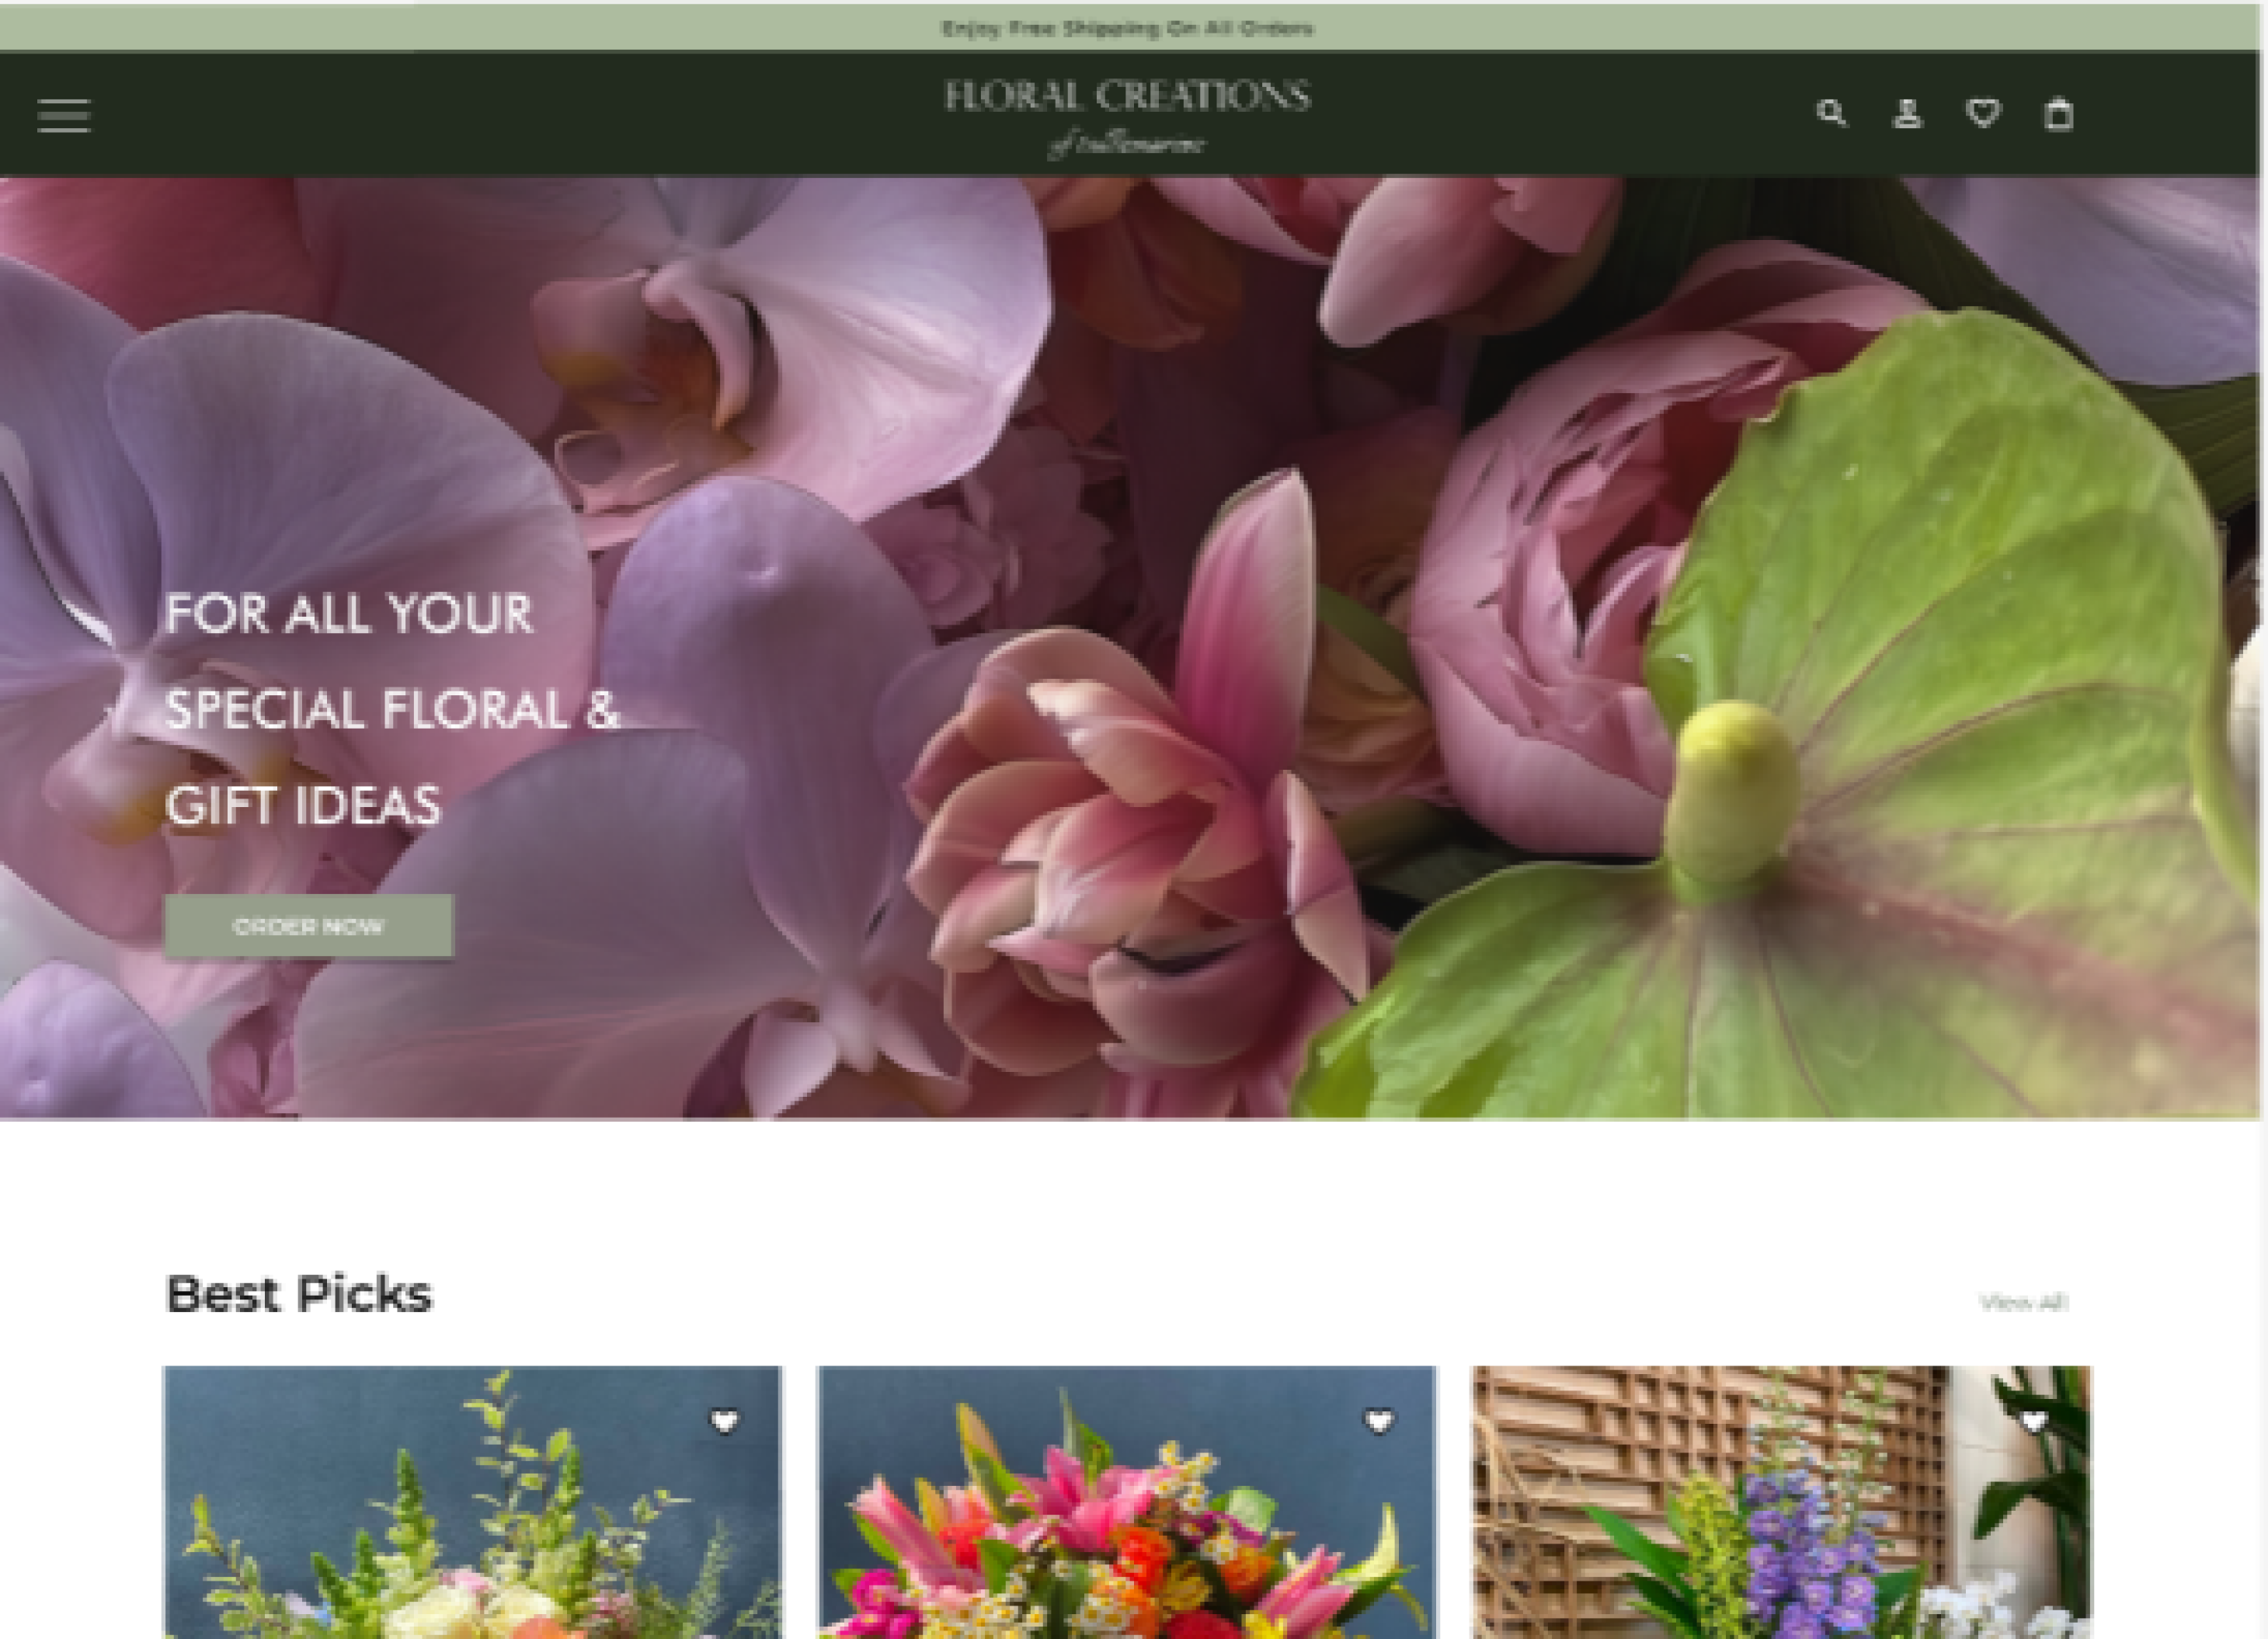 Enjoy Free Shipping On All Orders
FLORAL CREATIONS
of tullamarine
FOR ALL YOUR
SPECIAL FLORAL &
GIFT IDEAS
ORDER NOW
Best Picks
View All